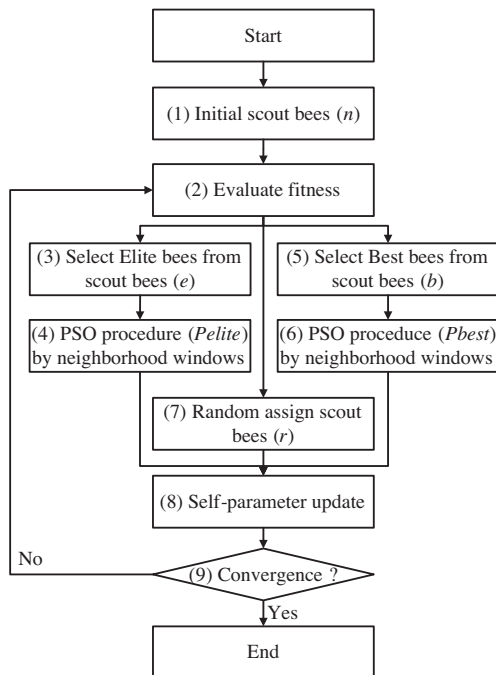 Start
(1) Initial scout bees (n)
(2) Evaluate fitness
(3) Select Elite bees from
scout bees (e)
(5) Select Best bees from
scout bees (b)
(4) PSO procedure (Pelite)
by neighborhood windows
(6) PSO produce (Pbest)
by neighborhood windows
(7) Random assign scout
bees (r)
(8) Self-parameter update
(9) Convergence ?
No
Yes
End